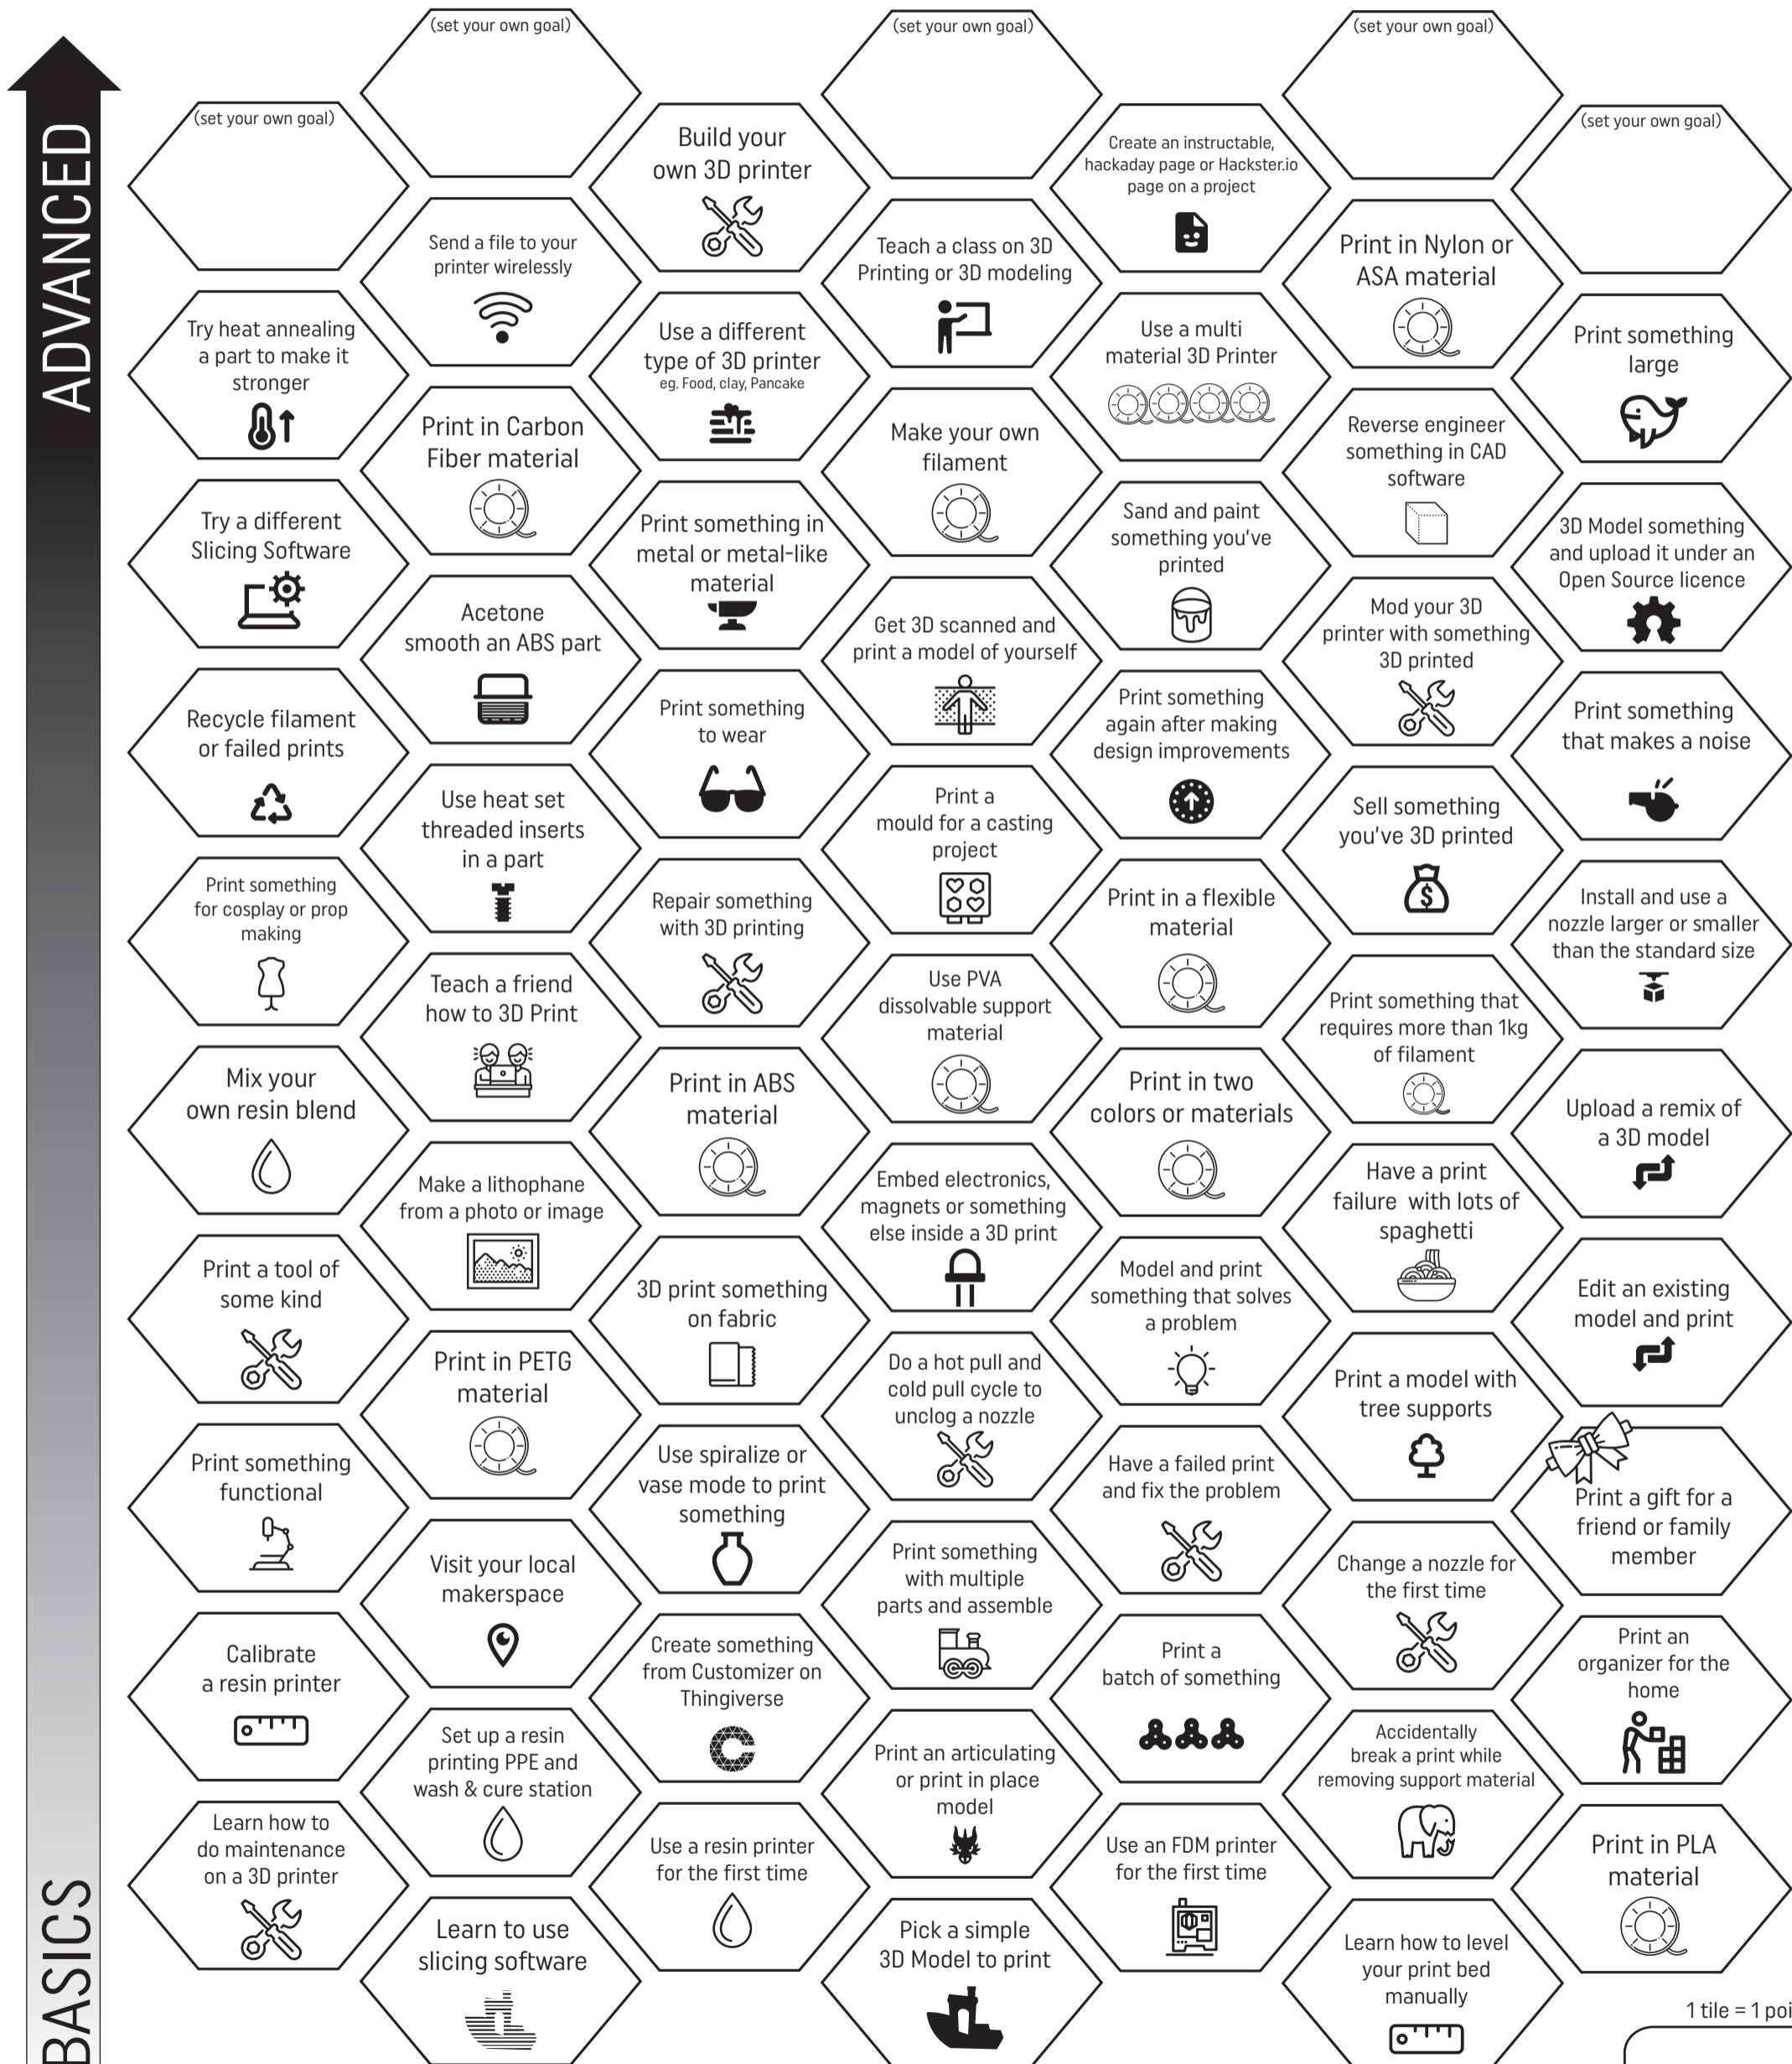 ADVANCED
BASICS
(set your own goal)
(set your own goal)
(set your own goal)
(set your own goal)
(set your own goal)
Build your
own 3D printer
Create an instructable,
hackaday page or Hackster.io
page on a project
Send a file to your
printer wirelessly
Teach a class on 3D
Printing or 3D modeling
Print in Nylon or
ASA material
Try heat annealing
a part to make it
stronger
Use a different
type of 3D printer
eg. Food, clay, Pancake
Use a multi
material 3D Printer
Print something
large
Print in Carbon
Fiber material
Make your own
filament
Reverse engineer
something in CAD
software
Try a different
Slicing Software
Print something in
metal or metal-like
material
Sand and paint
something you've
printed
3D Model something
and upload it under an
Open Source licence
Acetone
smooth an ABS part
Get 3D scanned and
print a model of yourself
Mod your 3D
printer with something
3D printed
Recycle filament
or failed prints
Print something
to wear
Print something
again after making
design improvements
Print something
that makes a noise
Use heat set
threaded inserts
in a part
Print a
mould for a casting
project
Sell something
you've 3D printed
Print something
for cosplay or prop
making
Repair something
with 3D printing
Print in a flexible
material
Install and use a
nozzle larger or smaller
than the standard size
Teach a friend
how to 3D Print
Use PVA
dissolvable support
material
Print something that
requires more than 1kg
of filament
Mix your
own resin blend
Print in ABS
material
Print in two
colors or materials
Upload a remix of
a 3D model
Make a lithophane
from a photo or image
Embed electronics,
magnets or something
else inside a 3D print
Have a print
failure with lots of
spaghetti
Print a tool of
some kind
3D print something
on fabric
Model and print
something that solves
a problem
Edit an existing
model and print
Print in PETG
material
Do a hot pull and
cold pull cycle to
unclog a nozzle
Print a model with
tree supports
Print something
functional
Use spiralize or
vase mode to print
something
Have a failed print
and fix the problem
Print a gift for a
friend or family
member
Visit your local
makerspace
Print something
with multiple
parts and assemble
Change a nozzle for
the first time
Calibrate
a resin printer
Create something
from Customizer on
Thingiverse
Print a
batch of something
Print an
organizer for the
home
Set up a resin
printing PPE and
wash & cure station
Print an articulating
or print in place
model
Accidentally
break a print while
removing support material
Learn how to
do maintenance
on a 3D printer
Use a resin printer
for the first time
Use an FDM printer
for the first time
Print in PLA
material
Learn to use
slicing software
Pick a simple
3D Model to print
Learn how to level
your print bed
manually
1 tile = 1 poi